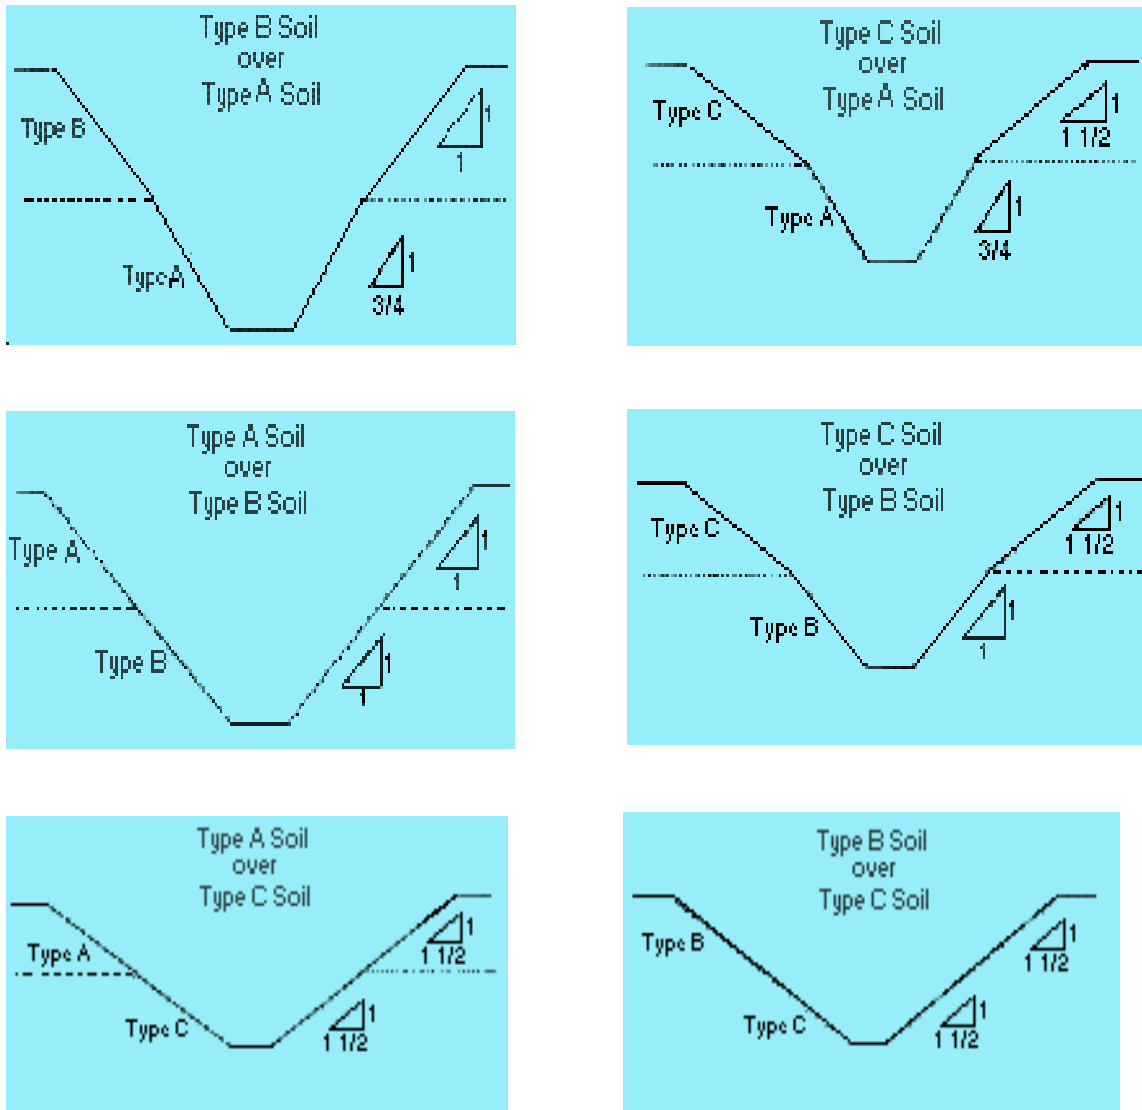 Type B Soil
over
Type A Soil
Type B
1
1
Type A
1
3/4
Type C Soil
over
Type A Soil
Type C
1
1 1/2
Type A
1
3/4
Type A Soil
over
Type B Soil
Type A
1
1
Type B
1
1
Type C Soil
over
Type B Soil
Type C
1
1 1/2
Type B
1
1
Type A Soil
over
Type C Soil
Type A
1
1 1/2
Type C
1
1 1/2
Type B Soil
over
Type C Soil
Type B
1
1 1/2
Type C
1
1 1/2